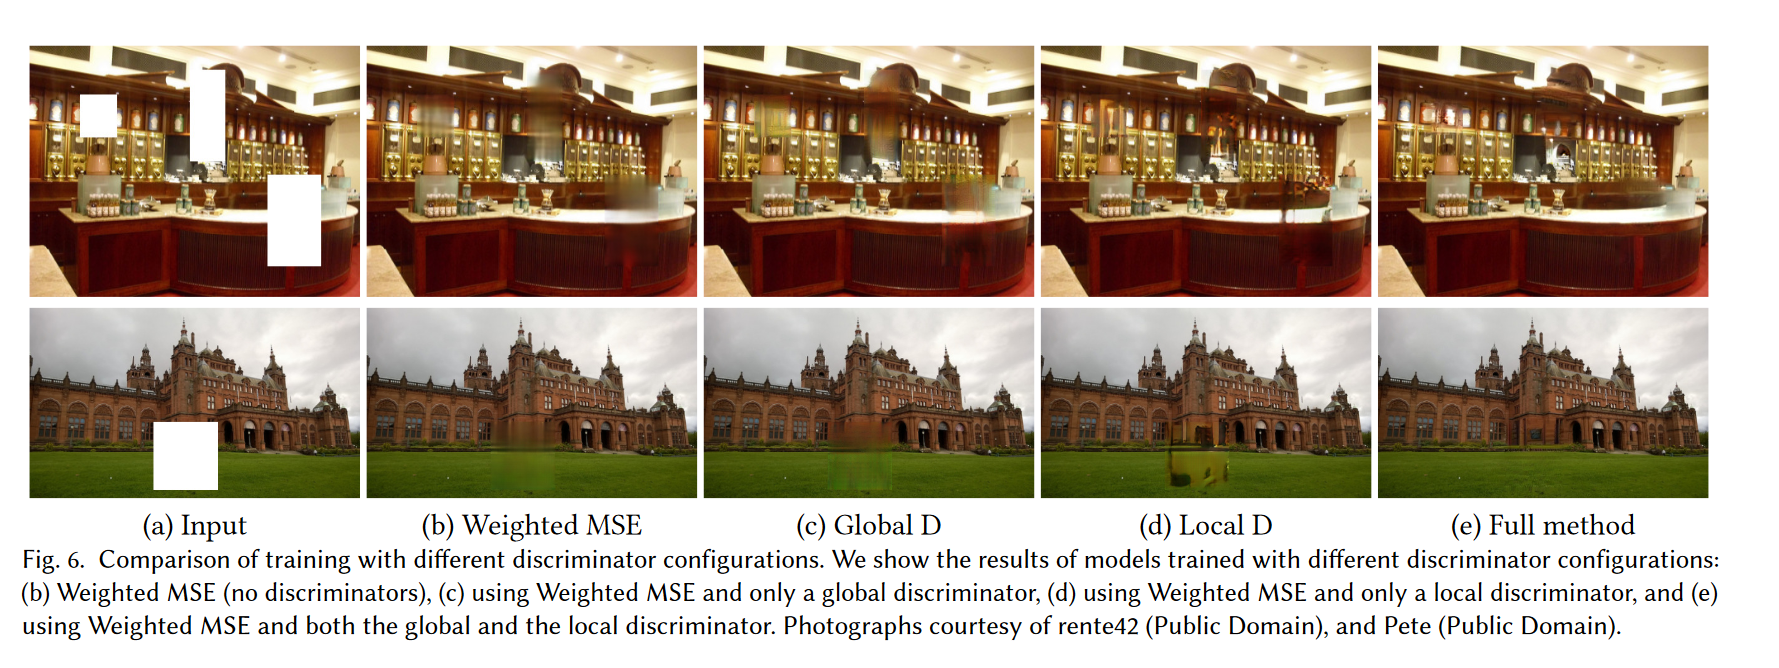 (a) Input
(b) Weighted MSE
(c) Global D
(d) Local D
(e) Full method
Fig. 6. Comparison of training with different discriminator configurations. We show the results of models trained with different discriminator configurations:
(b) Weighted MSE (no discriminators), (c) using Weighted MSE and only a global discriminator, (d) using Weighted MSE and only a local discriminator, and (e)
using Weighted MSE and both the global and the local discriminator. Photographs courtesy of rente42 (Public Domain), and Pete (Public Domain).